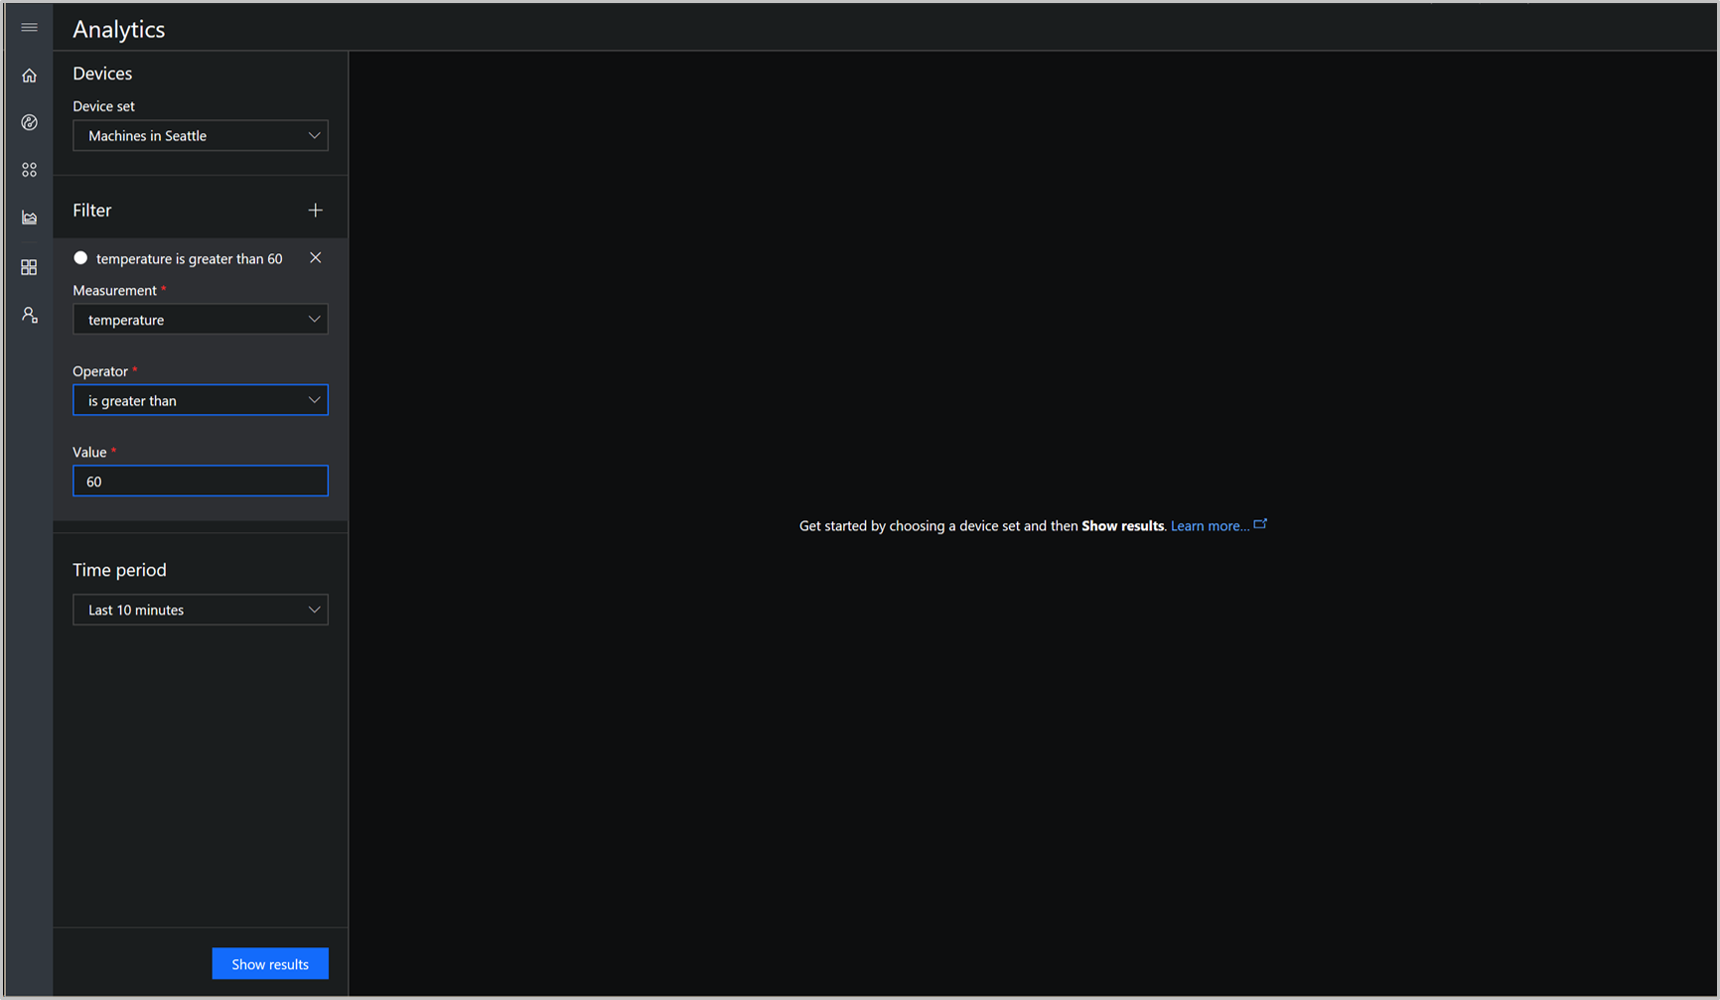 Analytics
Devices
Device set
Machines in Seattle
Filter
temperature is greater than 60
Measurement *
temperature
Operator *
is greater than
Value *
60
Time period
Last 10 minutes
Show results
Get started by choosing a device set and then Show results. Learn more...